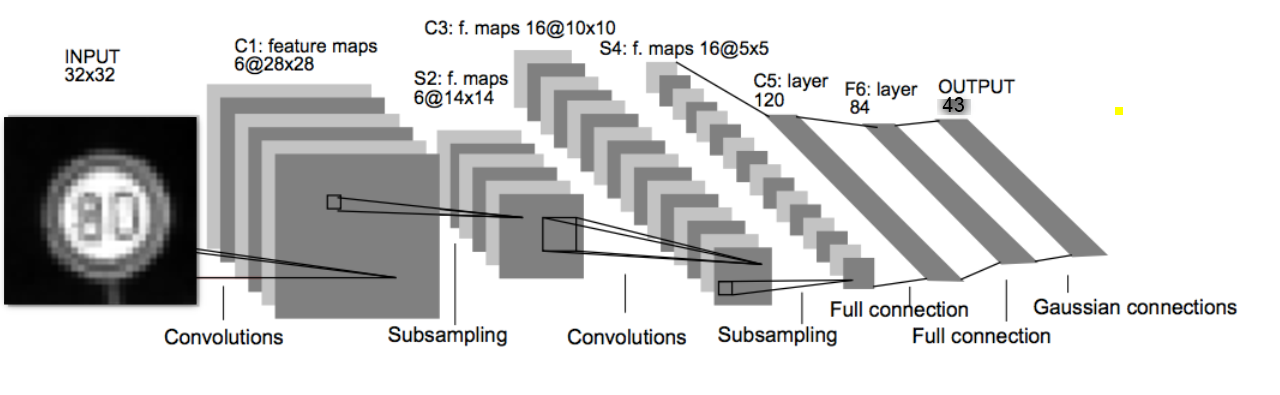 INPUT
32x32
C1: feature maps
6@28x28
S2: f. maps
6@14x14
C3: f. maps 16@10x10
S4: f. maps 16@5x5
C5: layer
120
F6: layer
84
OUTPUT
43
80
Convolutions
Subsampling
Convolutions
Subsampling
Full connection
Full connection
Gaussian connections